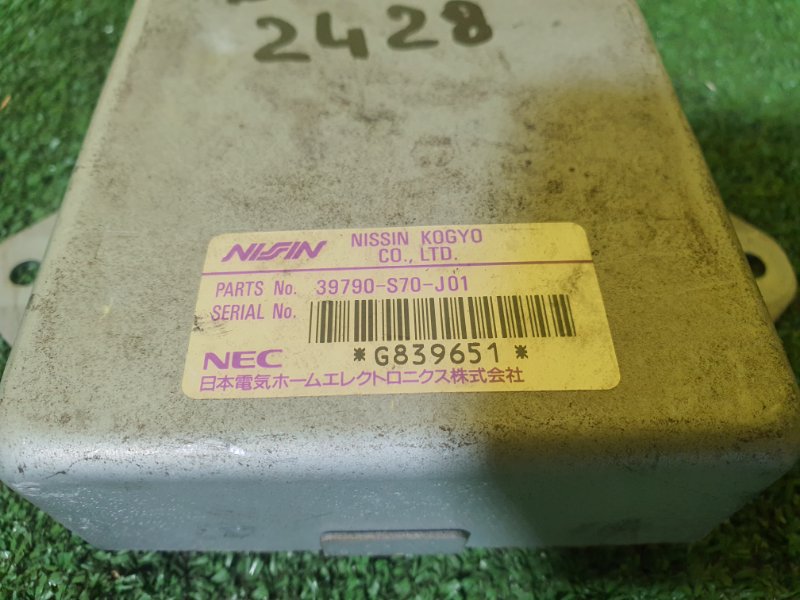 2428
NISSIN NISSIN KOGYO
CO., LTD.
PARTS No. 39790-S70-J01
SERIAL No.
*G839651*
NEC
日本電気ホームエレクトロニクス株式会社